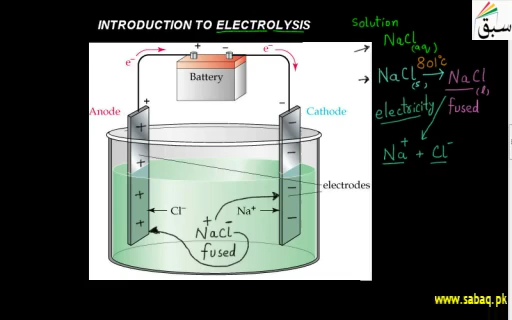 INTRODUCTION TO ELECTROLYSIS
Solution
NaCl(aq)
NaCl(s) 801°C → NaCl(l)
electricity
fused
Na+ + Cl-
سبق
+
-
e−
e−
Battery
+
-
Anode
Cathode
+
+
+
+
electrodes
Cl−
Na+
+ -
NaCl
fused
www.sabaq.pk